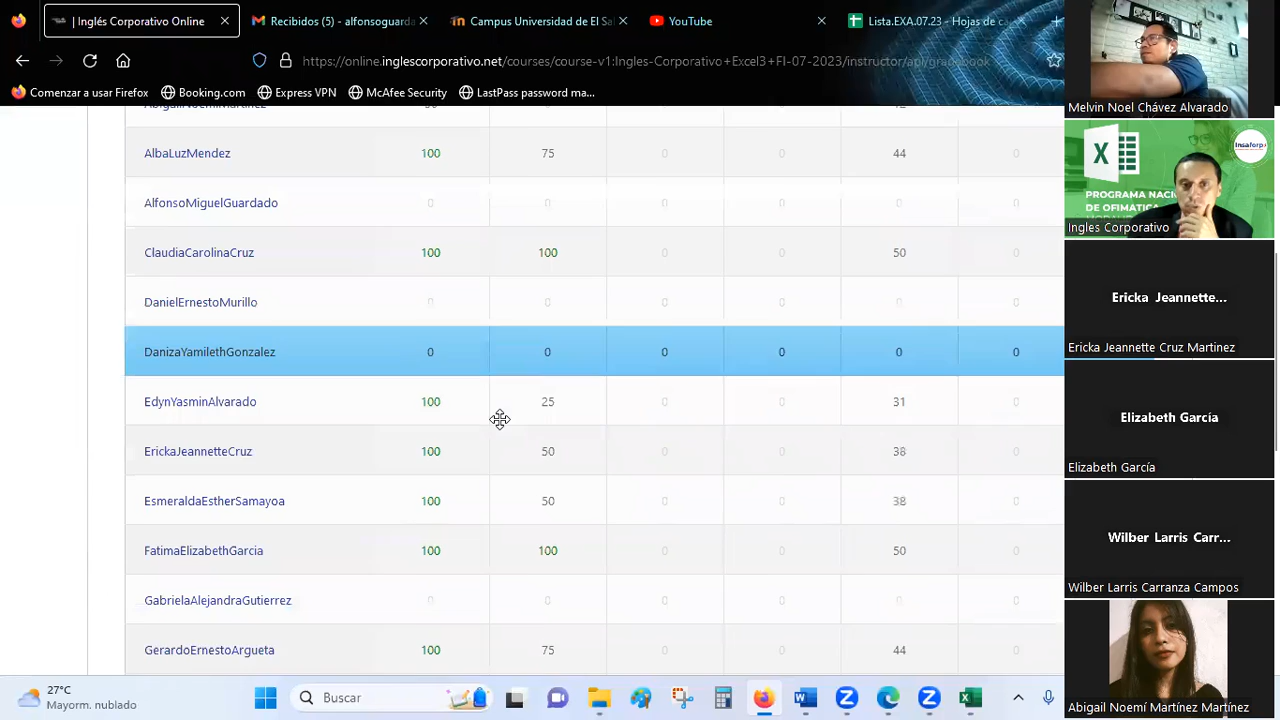 | Inglés Corporativo Online
Recibidos (5) - alfonsoguarda
Campus Universidad de El Sal
YouTube
Lista.EXA.07.23 - Hojas de cá
https://online.inglescorporativo.net/courses/course-v1:Ingles-Corporativo+Excel3+FI-07-2023/instructor/api/gradebook
Comenzar a usar Firefox
Booking.com
Express VPN
McAfee Security
LastPass password ma...
AbigailNoemiMartinez
AlbaLuzMendez 100 75 0 0 44 0
AlfonsoMiguelGuardado 0 0 0 0 0 0
ClaudiaCarolinaCruz 100 100 0 0 50 0
DanielErnestoMurillo 0 0 0 0 0 0
DanizaYamilethGonzalez 0 0 0 0 0 0
EdynYasminAlvarado 100 25 0 0 31 0
ErickaJeannetteCruz 100 50 0 0 38 0
EsmeraldaEstherSamayoa 100 50 0 0 38 0
FatimaElizabethGarcia 100 100 0 0 50 0
GabrielaAlejandraGutierrez 0 0 0 0 0 0
GerardoErnestoArgueta 100 75 0 0 44 0
Melvin Noel Chávez Alvarado
X
Insaforp
PROGRAMA NACI
DE OFIMATICA
Ingles Corporativo
Ericka Jeannette...
Ericka Jeannette Cruz Martinez
Elizabeth García
Elizabeth García
Wilber Larris Carr...
Wilber Larris Carranza Campos
Abigail Noemí Martínez Martínez
27°C
Mayorm. nublado
Buscar